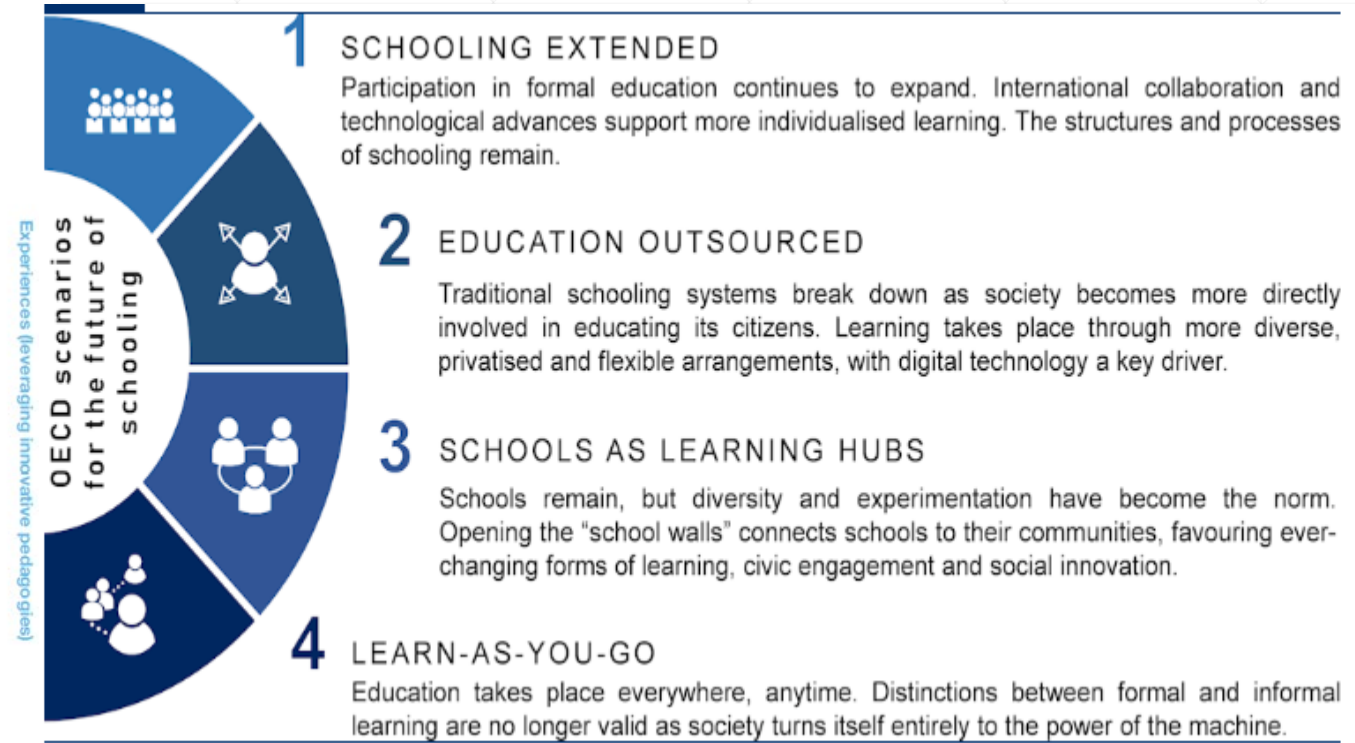 1
SCHOOLING EXTENDED
Participation in formal education continues to expand. International collaboration and
technological advances support more individualised learning. The structures and processes
of schooling remain.
2
EDUCATION OUTSOURCED
Traditional schooling systems break down as society becomes more directly
involved in educating its citizens. Learning takes place through more diverse,
privatised and flexible arrangements, with digital technology a key driver.
3
SCHOOLS AS LEARNING HUBS
Schools remain, but diversity and experimentation have become the norm.
Opening the “school walls” connects schools to their communities, favouring ever-
changing forms of learning, civic engagement and social innovation.
4
LEARN-AS-YOU-GO
Education takes place everywhere, anytime. Distinctions between formal and informal
learning are no longer valid as society turns itself entirely to the power of the machine.
OECD scenarios
for the future of
schooling
Experiences (leveraging innovative pedagogies)